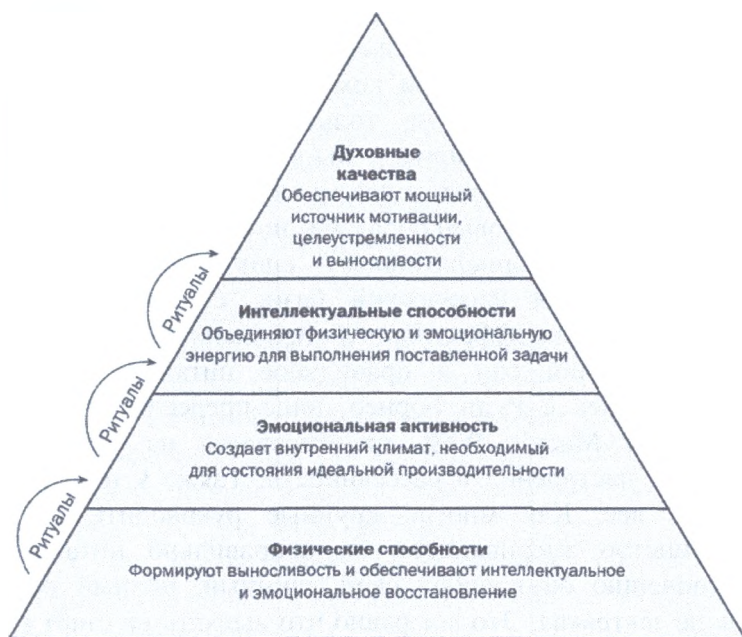 Духовные
качества
Обеспечивают мощный
источник мотивации,
целеустремленности
и выносливости
Ритуалы
Интеллектуальные способности
Объединяют физическую и эмоциональную
энергию для выполнения поставленной задачи
Ритуалы
Эмоциональная активность
Создает внутренний климат, необходимый
для состояния идеальной производительности
Ритуалы
Физические способности
Формируют выносливость и обеспечивают интеллектуальное
и эмоциональное восстановление